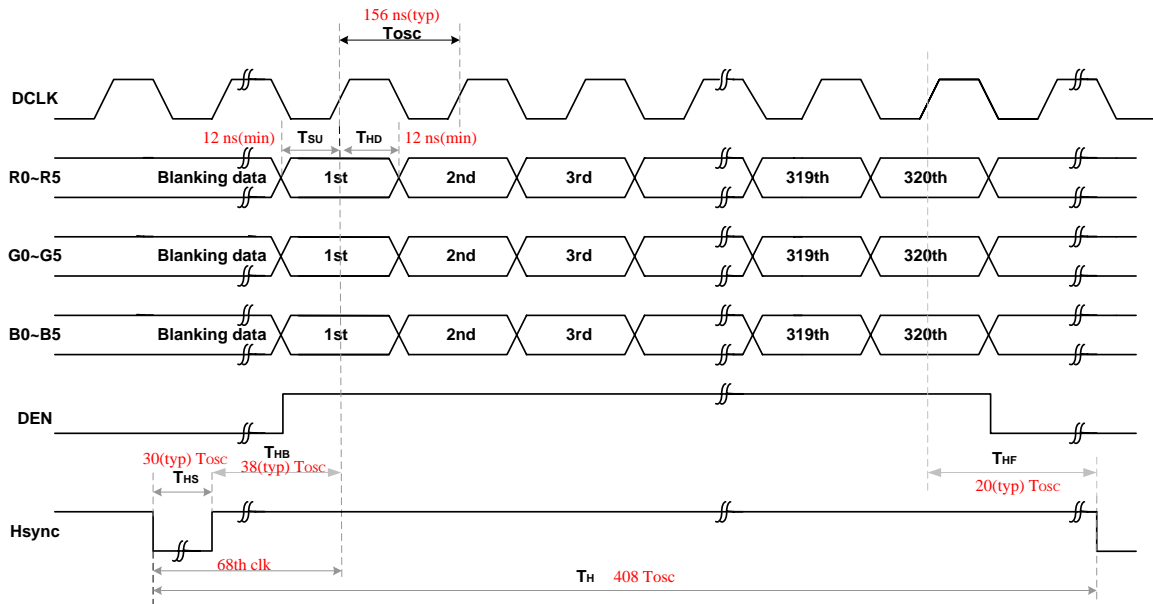 156 ns(typ)
Tosc
DCLK
12 ns(min) TSU THD 12 ns(min)
R0~R5 Blanking data 1st 2nd 3rd 319th 320th
G0~G5 Blanking data 1st 2nd 3rd 319th 320th
B0~B5 Blanking data 1st 2nd 3rd 319th 320th
DEN
30(typ) Tosc THB THF
THS 38(typ) Tosc 20(typ) Tosc
Hsync
68th clk
TH 408 Tosc